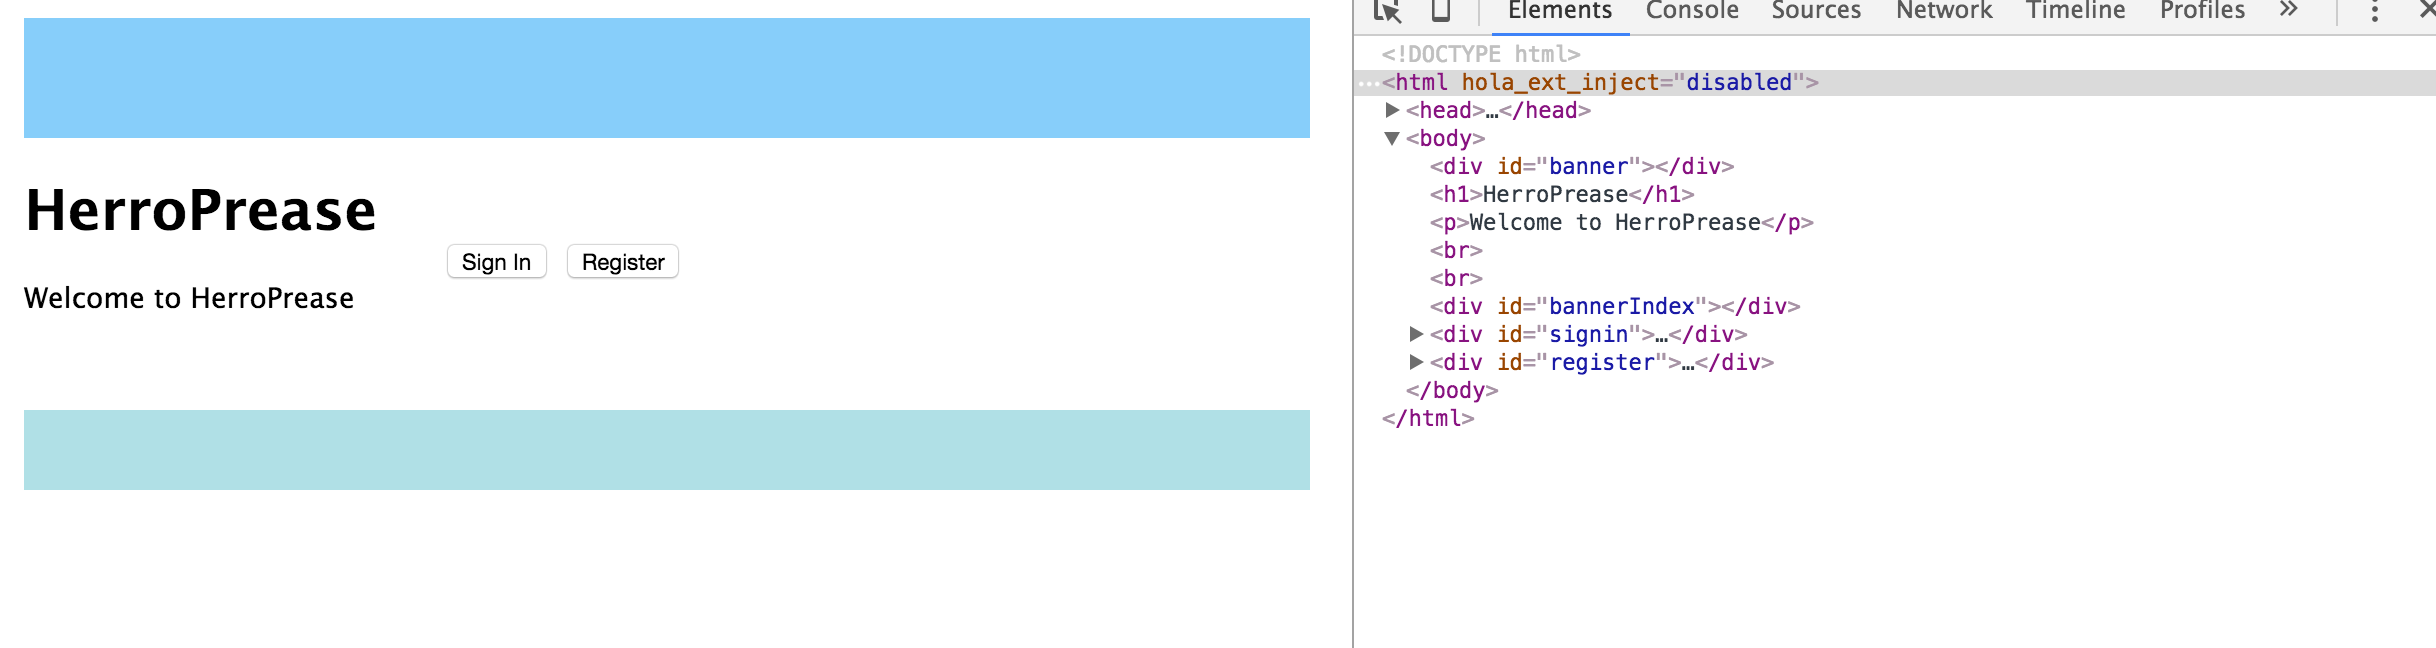 HerroPrease
Sign In Register
Welcome to HerroPrease
Elements Console Sources Network Timeline Profiles »
<!DOCTYPE html>
…<html hola_ext_inject="disabled">
▶<head>…</head>
▼<body>
<div id="banner"></div>
<h1>HerroPrease</h1>
<p>Welcome to HerroPrease</p>
<br>
<br>
<div id="bannerIndex"></div>
▶<div id="signin">…</div>
▶<div id="register">…</div>
</body>
</html>